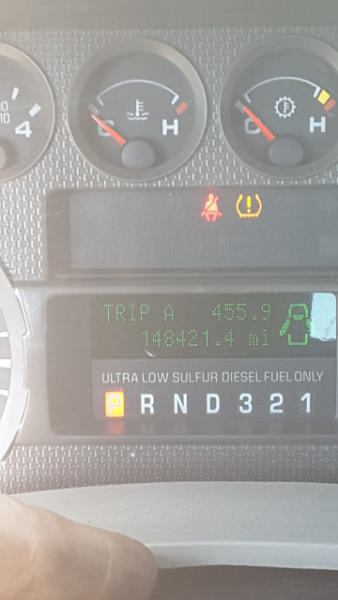 4
C H
C H
TRIP A 455.9
148421.4 mi
ULTRA LOW SULFUR DIESEL FUEL ONLY
P R N D 3 2 1